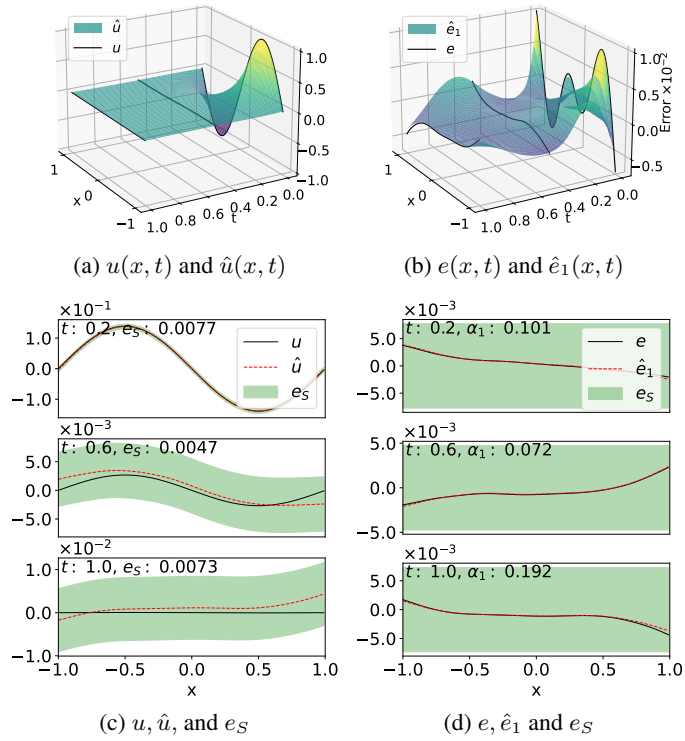 û
u
1.0
0.5
0.0
−0.5
−1.0
1
0
−1
x
1.0 0.8 0.6 0.4 0.2 0.0
t
(a) u(x, t) and û(x, t)
ê₁
e
1.0
0.5
0.0
−0.5
Error ×10⁻²
1
0
−1
x
1.0 0.8 0.6 0.4 0.2 0.0
t
(b) e(x, t) and ê₁(x, t)
×10⁻¹
t: 0.2, e_S: 0.0077
1.0
0.0
−1.0
u
û
e_S
×10⁻³
t: 0.6, e_S: 0.0047
5.0
0.0
−5.0
×10⁻²
t: 1.0, e_S: 0.0073
1.0
0.0
−1.0
−1.0 −0.5 0.0 0.5 1.0
x
(c) u, û, and e_S
×10⁻³
t: 0.2, α₁: 0.101
5.0
0.0
−5.0
e
ê₁
e_S
×10⁻³
t: 0.6, α₁: 0.072
5.0
0.0
−5.0
×10⁻³
t: 1.0, α₁: 0.192
5.0
0.0
−5.0
−1.0 −0.5 0.0 0.5 1.0
x
(d) e, ê₁ and e_S